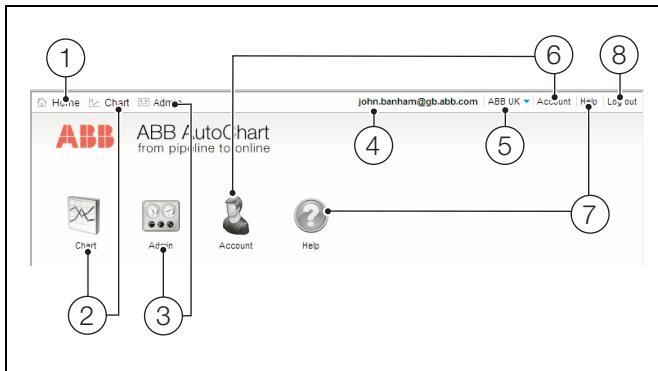 1
6
8
Home Chart Admin john.banham@gb.abb.com ABB UK Account Help Log out
ABB ABB AutoChart
from pipeline to online
4
5
7
Chart Admin Account Help
2
3